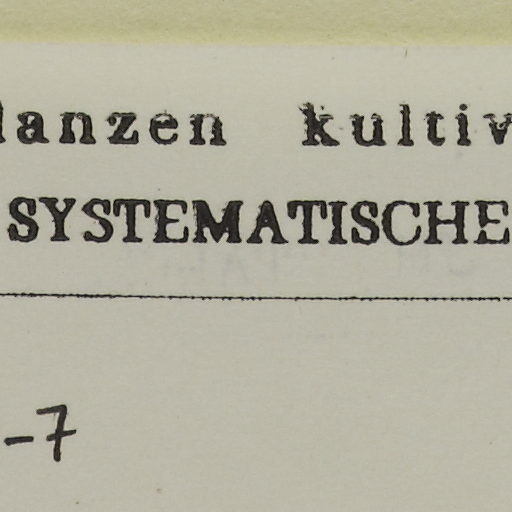 lanzen kultiv
SYSTEMATISCHE
-7